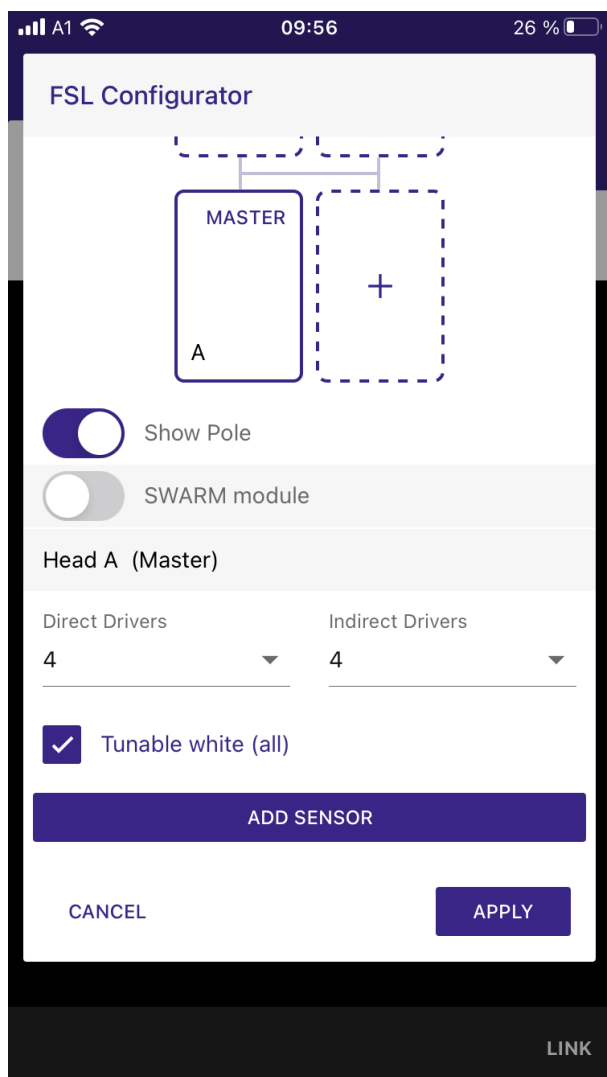 A1 09:56 26 %
FSL Configurator
MASTER
+
A
Show Pole
SWARM module
Head A (Master)
Direct Drivers Indirect Drivers
4 4
Tunable white (all)
ADD SENSOR
CANCEL APPLY
LINK